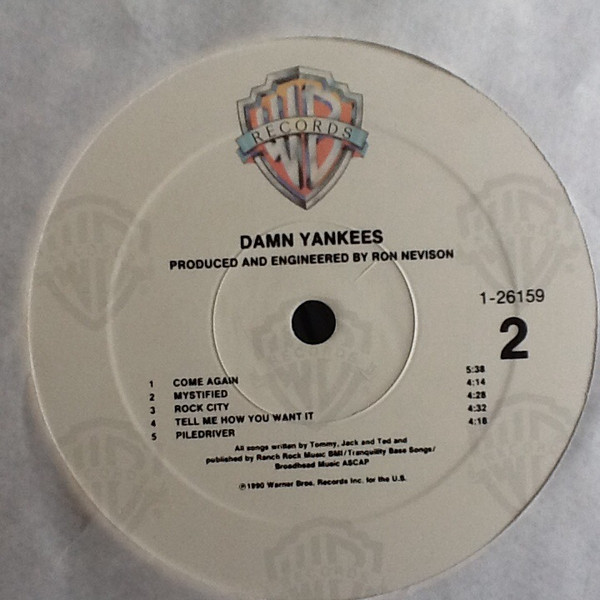 WB
RECORDS
DAMN YANKEES
PRODUCED AND ENGINEERED BY RON NEVISON
1-26159
2
1 COME AGAIN 5:38
2 MYSTIFIED 4:14
3 ROCK CITY 4:28
4 TELL ME HOW YOU WANT IT 4:32
5 PILEDRIVER 4:18
All songs written by Tommy, Jack and Ted and
published by Ranch Rock Music BMI/Tranquility Base Songs/
Broadhead Music ASCAP
℗1990 Warner Bros. Records Inc. for the U.S.